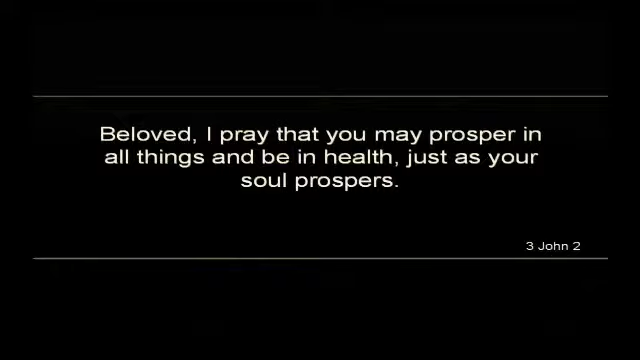 Beloved, I pray that you may prosper in
all things and be in health, just as your
soul prospers.
3 John 2